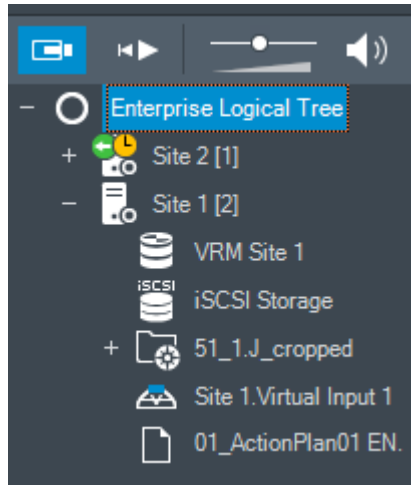 Enterprise Logical Tree
Site 2 [1]
Site 1 [2]
VRM Site 1
iSCSI
iSCSI Storage
51_1.J_cropped
Site 1.Virtual Input 1
01_ActionPlan01 EN.